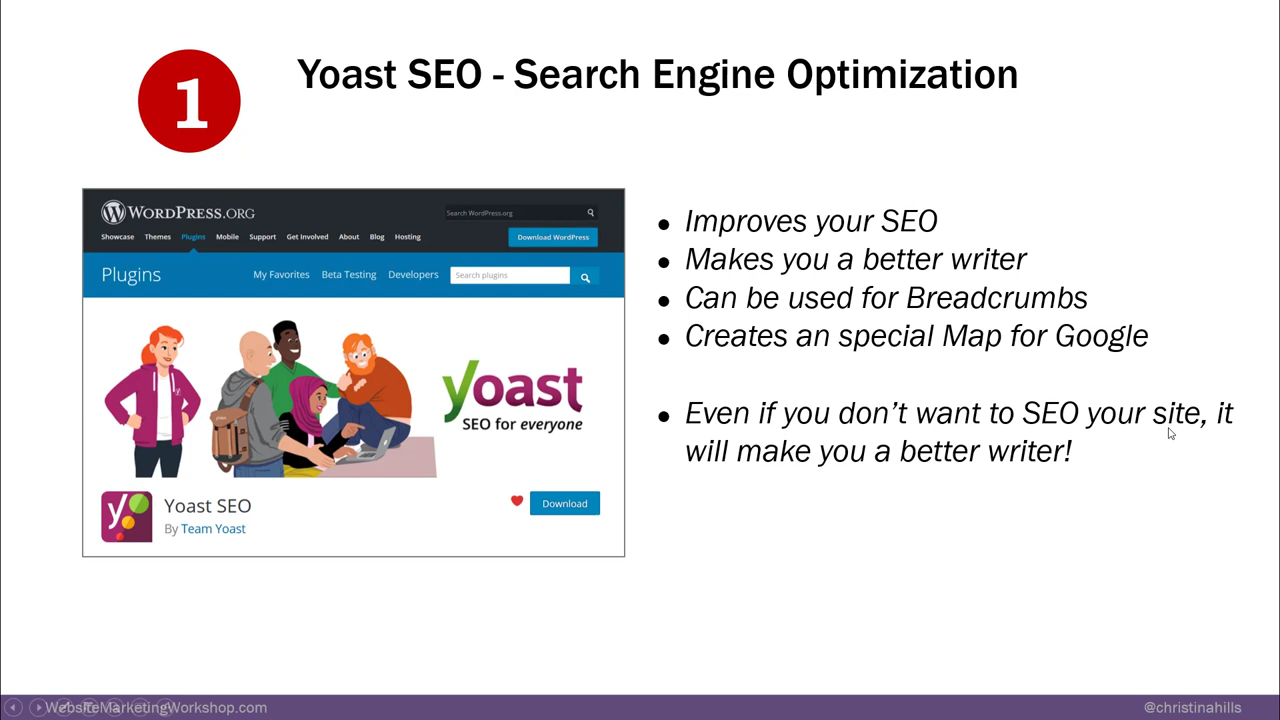 1
Yoast SEO - Search Engine Optimization
WORDPRESS.ORG
Search WordPress.org
Showcase Themes Plugins Mobile Support Get Involved About Blog Hosting
Download WordPress
Plugins
My Favorites Beta Testing Developers
Search plugins
yoast
SEO for everyone
yo
Yoast SEO
By Team Yoast
Download
• Improves your SEO
• Makes you a better writer
• Can be used for Breadcrumbs
• Creates an special Map for Google
• Even if you don’t want to SEO your site, it
will make you a better writer!
WebsiteMarketingWorkshop.com
@christinahills